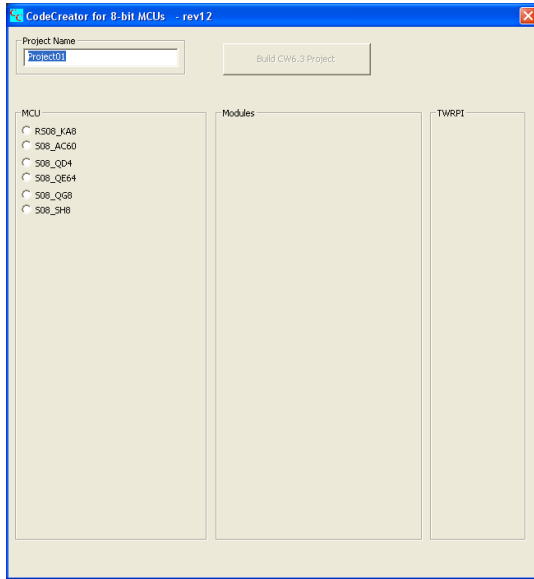 CodeCreator for 8-bit MCUs - rev12
Project Name
Project01
Build CW6.3 Project
MCU
RS08_KA8
S08_AC60
S08_QD4
S08_QE64
S08_QG8
S08_SH8
Modules
TWRPI